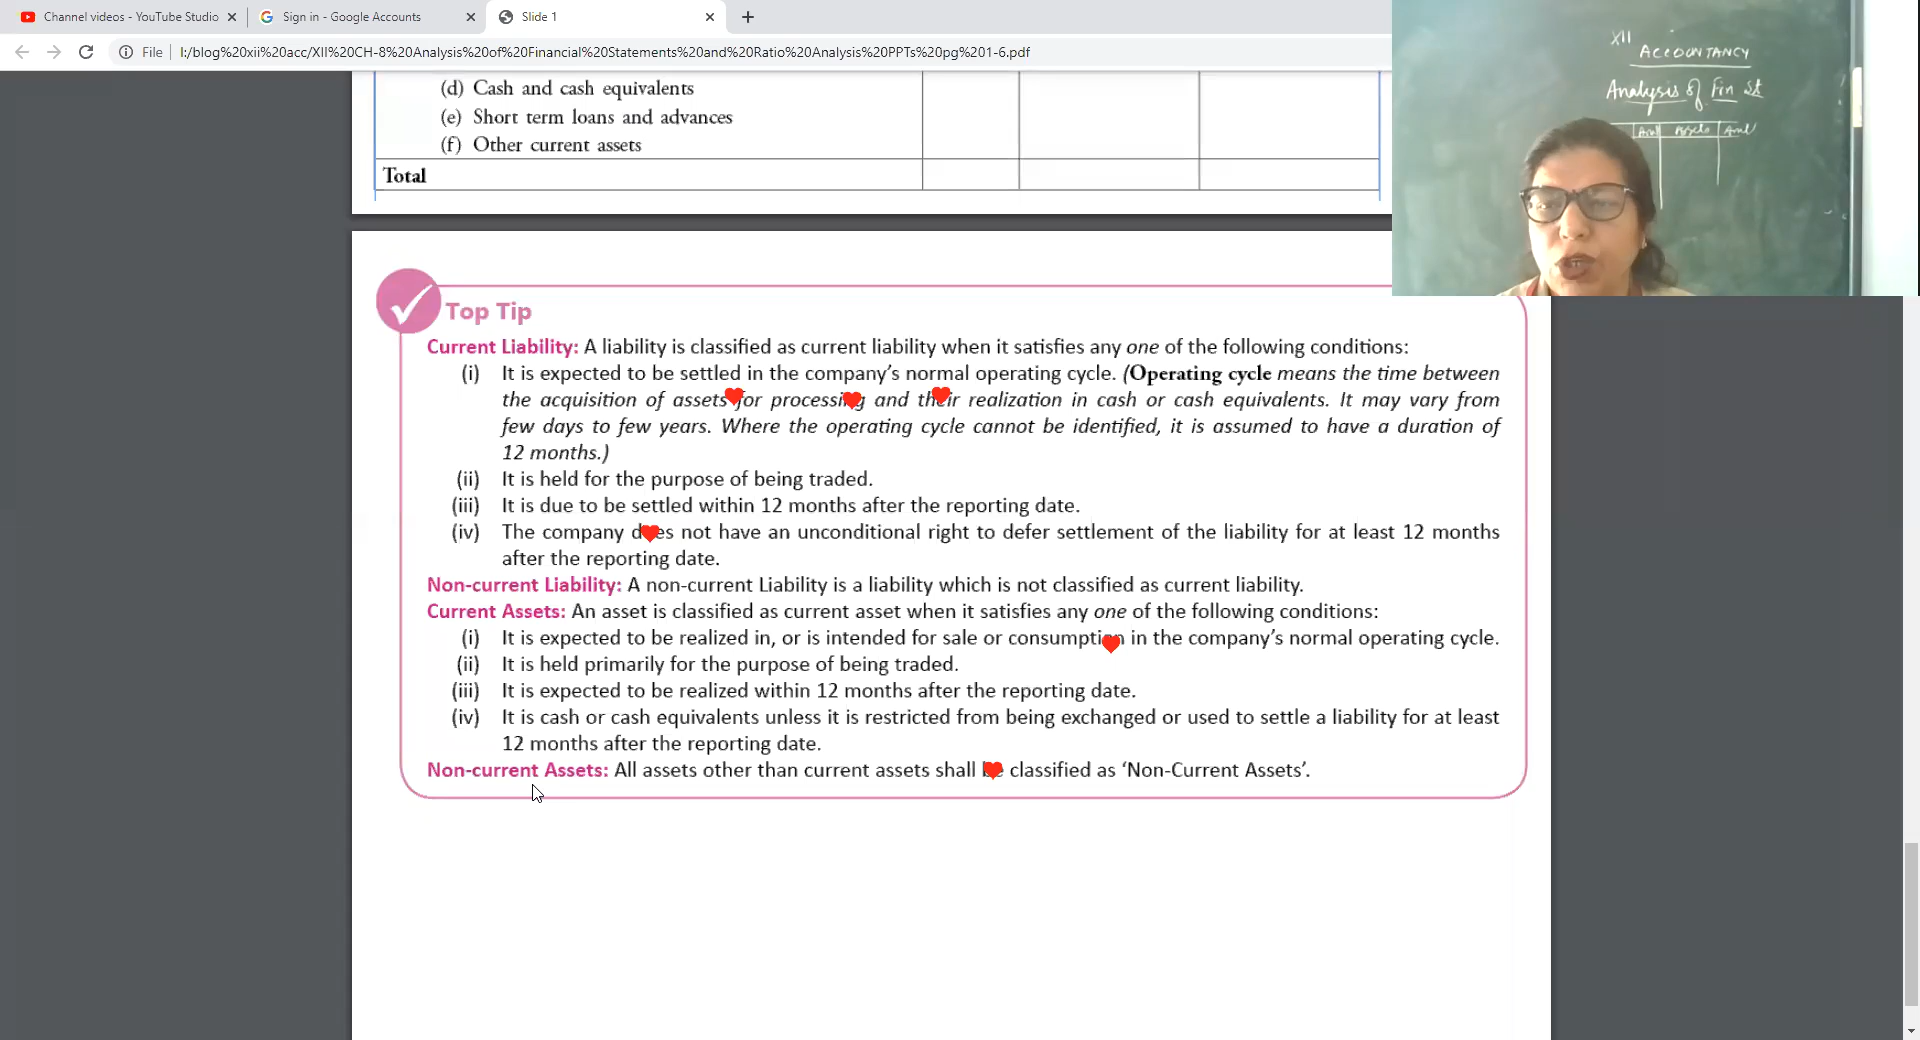 Channel videos - YouTube Studio
Sign in - Google Accounts
Slide 1
File
I:/blog%20xii%20acc/XII%20CH-8%20Analysis%20of%20Financial%20Statements%20and%20Ratio%20Analysis%20PPTs%20pg%201-6.pdf
XII
ACCOUNTANCY
Analysis of Fin St
Assets
(d) Cash and cash equivalents
(e) Short term loans and advances
(f) Other current assets
Total
Top Tip
Current Liability: A liability is classified as current liability when it satisfies any one of the following conditions:
(i) It is expected to be settled in the company's normal operating cycle. (Operating cycle means the time between
the acquisition of assets for processing and their realization in cash or cash equivalents. It may vary from
few days to few years. Where the operating cycle cannot be identified, it is assumed to have a duration of
12 months.)
(ii) It is held for the purpose of being traded.
(iii) It is due to be settled within 12 months after the reporting date.
(iv) The company does not have an unconditional right to defer settlement of the liability for at least 12 months
after the reporting date.
Non-current Liability: A non-current Liability is a liability which is not classified as current liability.
Current Assets: An asset is classified as current asset when it satisfies any one of the following conditions:
(i) It is expected to be realized in, or is intended for sale or consumption in the company's normal operating cycle.
(ii) It is held primarily for the purpose of being traded.
(iii) It is expected to be realized within 12 months after the reporting date.
(iv) It is cash or cash equivalents unless it is restricted from being exchanged or used to settle a liability for at least
12 months after the reporting date.
Non-current Assets: All assets other than current assets shall be classified as 'Non-Current Assets'.